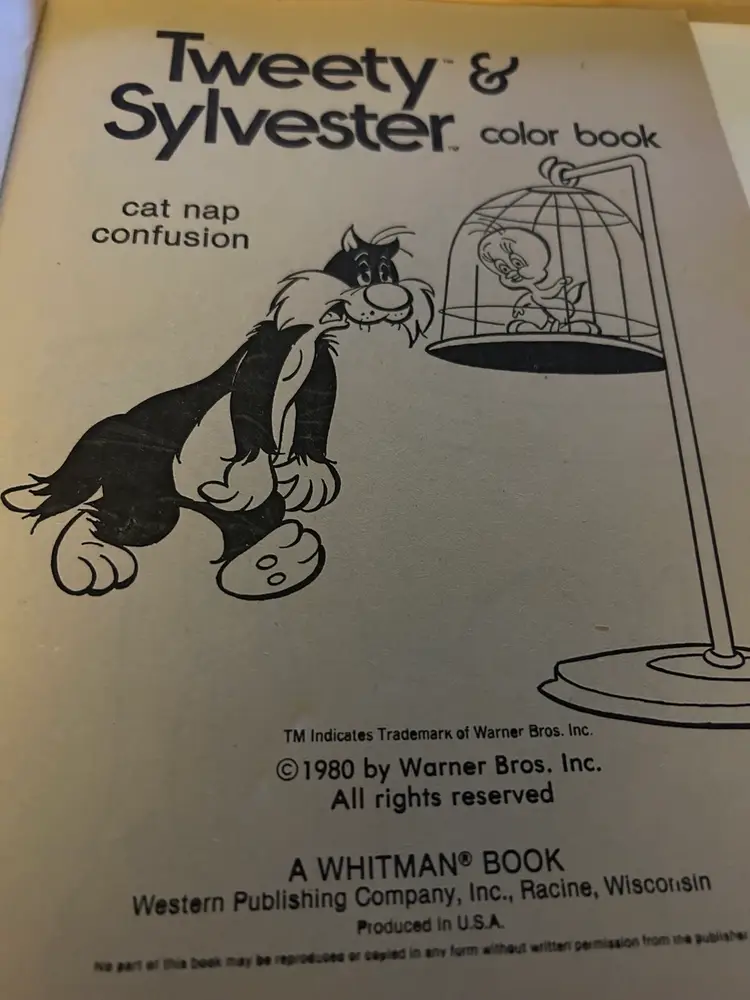 Tweety™ &
Sylvester™ color book
cat nap
confusion
TM Indicates Trademark of Warner Bros. Inc.
©1980 by Warner Bros. Inc.
All rights reserved
A WHITMAN® BOOK
Western Publishing Company, Inc., Racine, Wisconsin
Produced in U.S.A.
No part of this book may be reproduced or copied in any form without written permission from the publisher